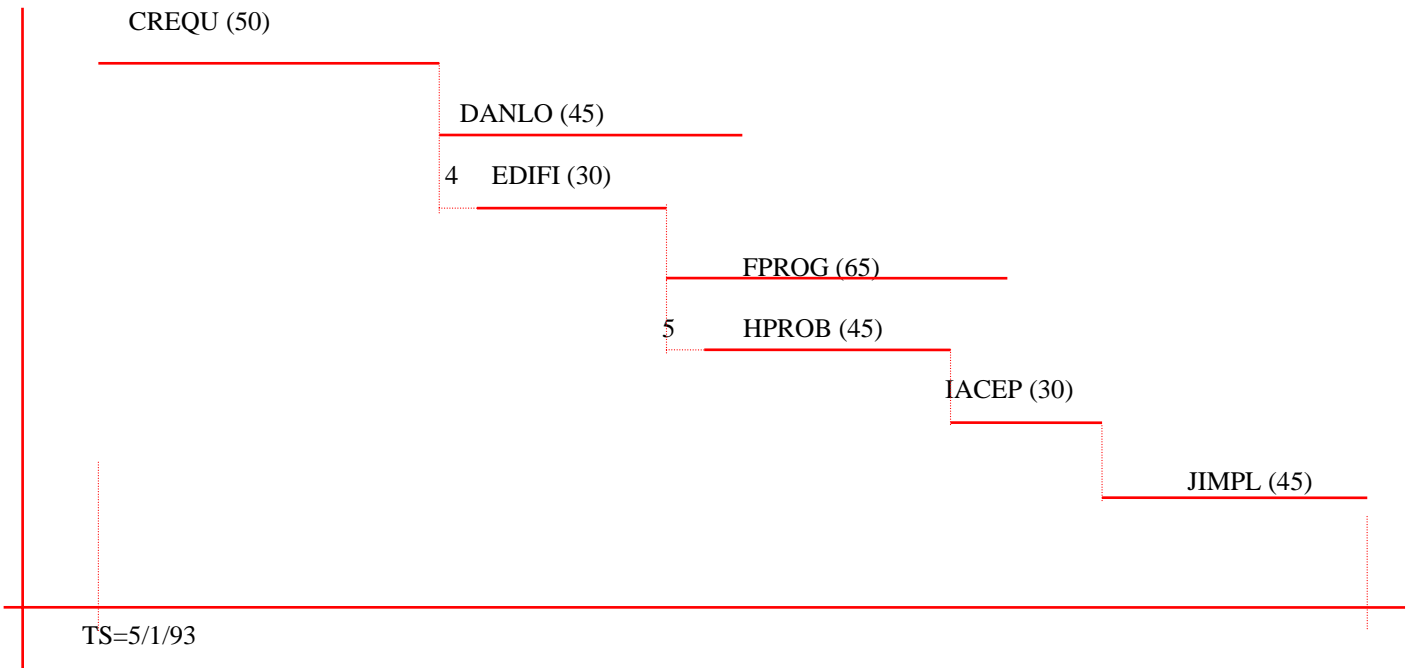 CREQU (50)
DANLO (45)
4 EDIFI (30)
FPROG (65)
5 HPROB (45)
IACEP (30)
JIMPL (45)
TS=5/1/93